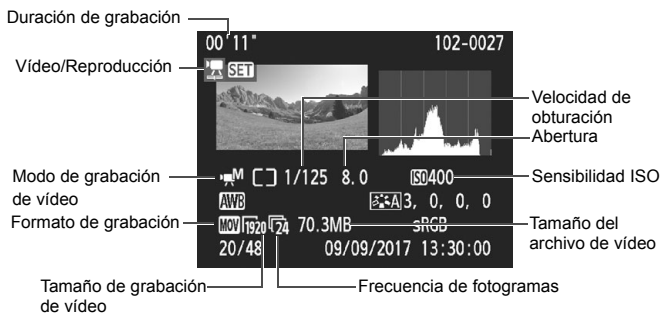 Duración de grabación
00'11"
102-0027
Vídeo/Reproducción
SET
Velocidad de
obturación
Abertura
Modo de grabación
de vídeo
M
1/125
8.0
ISO400
Sensibilidad ISO
AWB
A3, 0, 0, 0
Formato de grabación
MOV
1920
24
70.3MB
sRGB
Tamaño del
archivo de vídeo
20/48
09/09/2017 13:30:00
Tamaño de grabación
de vídeo
Frecuencia de fotogramas